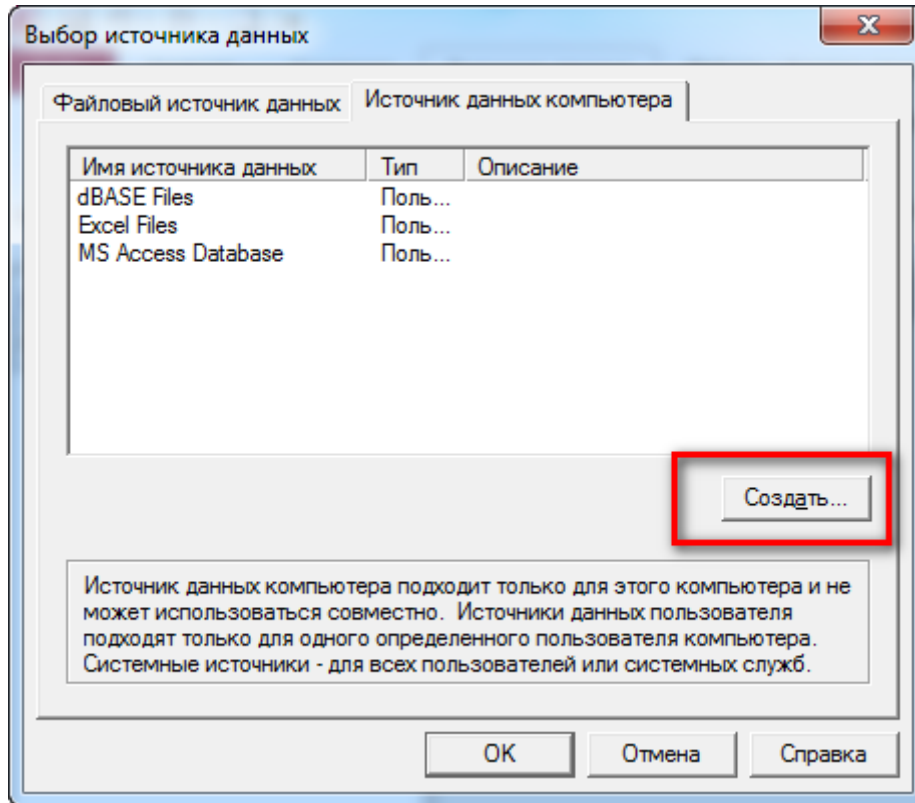 Выбор источника данных
Файловый источник данных Источник данных компьютера
Имя источника данных Тип Описание
dBASE Files Поль...
Excel Files Поль...
MS Access Database Поль...
Создать...
Источник данных компьютера подходит только для этого компьютера и не
может использоваться совместно. Источники данных пользователя
подходят только для одного определенного пользователя компьютера.
Системные источники - для всех пользователей или системных служб.
OK Отмена Справка